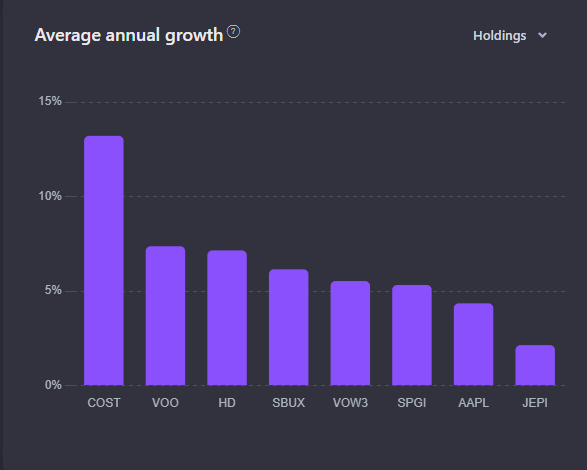 Average annual growth ?
Holdings
15%
10%
5%
0%
COST VOO HD SBUX VOW3 SPGI AAPL JEPI